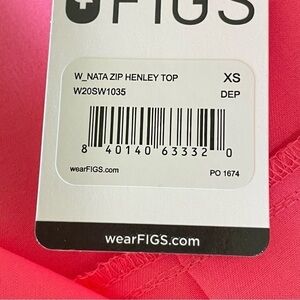 FIGS
W_NATA ZIP HENLEY TOP XS
W20SW1035 DEP
8 40140 63332 0
wearFIGS.com PO 1674
wearFIGS.com